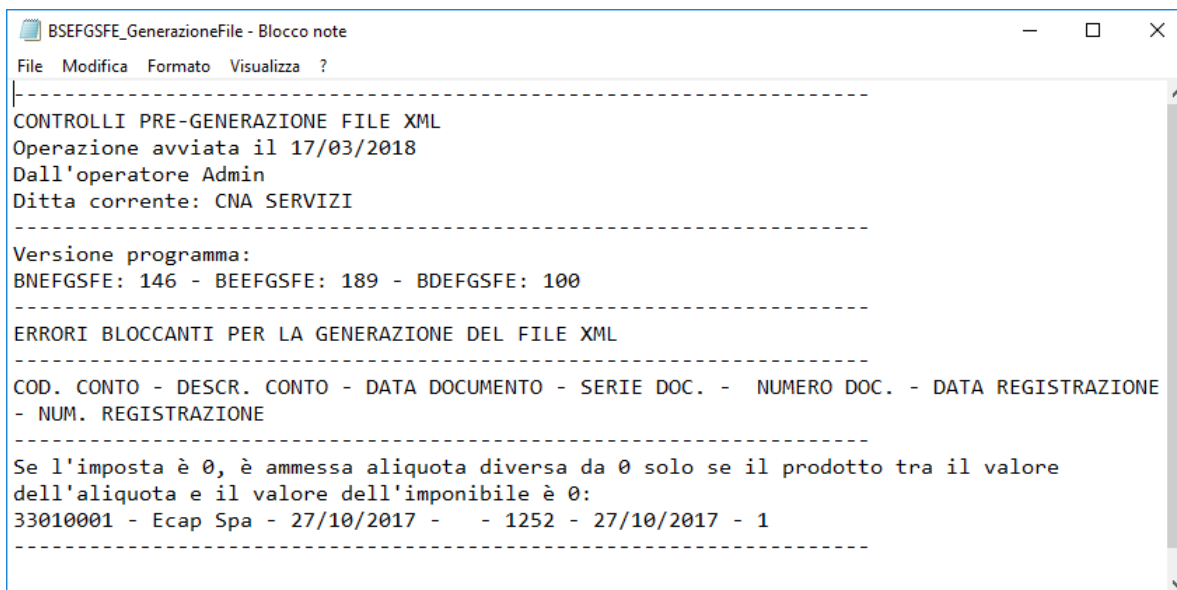 BSEFGSFE_GenerazioneFile - Blocco note
File Modifica Formato Visualizza ?
----------------------------------------------------------------------
CONTROLLI PRE-GENERAZIONE FILE XML
Operazione avviata il 17/03/2018
Dall'operatore Admin
Ditta corrente: CNA SERVIZI
----------------------------------------------------------------------
Versione programma:
BNEFGSFE: 146 - BEEFGSFE: 189 - BDEFGSFE: 100
----------------------------------------------------------------------
ERRORI BLOCCANTI PER LA GENERAZIONE DEL FILE XML
----------------------------------------------------------------------
COD. CONTO - DESCR. CONTO - DATA DOCUMENTO - SERIE DOC. -  NUMERO DOC. - DATA REGISTRAZIONE
- NUM. REGISTRAZIONE
----------------------------------------------------------------------
Se l'imposta è 0, è ammessa aliquota diversa da 0 solo se il prodotto tra il valore
dell'aliquota e il valore dell'imponibile è 0:
33010001 - Ecap Spa - 27/10/2017 -   - 1252 - 27/10/2017 - 1
----------------------------------------------------------------------